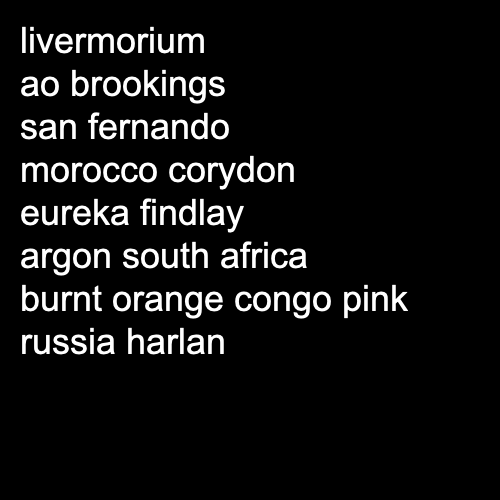 livermorium
ao brookings
san fernando
morocco corydon
eureka findlay
argon south africa
burnt orange congo pink
russia harlan